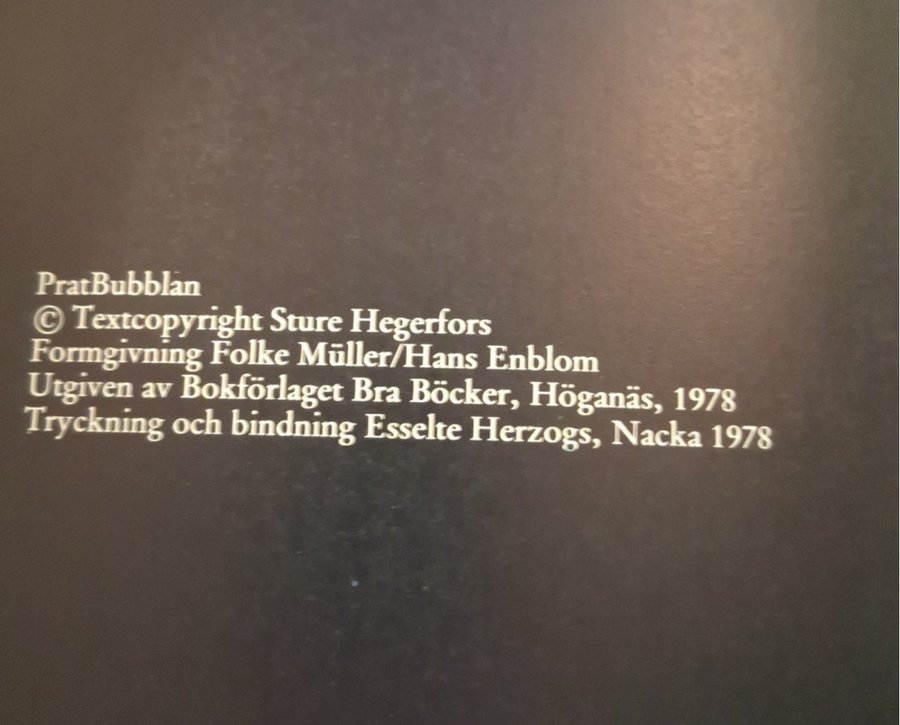 PratBubblan
© Textcopyright Sture Hegerfors
Formgivning Folke Müller/Hans Enblom
Utgiven av Bokförlaget Bra Böcker, Höganäs, 1978
Tryckning och bindning Esselte Herzogs, Nacka 1978